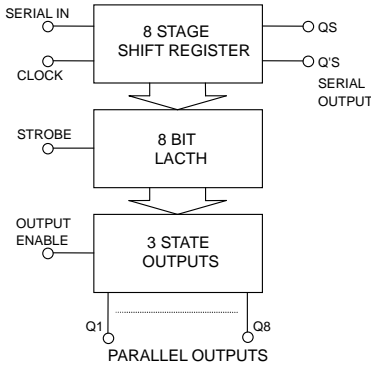 SERIAL IN
CLOCK
8 STAGE
SHIFT REGISTER
QS
Q'S
SERIAL
OUTPUT
STROBE
8 BIT
LACTH
OUTPUT
ENABLE
3 STATE
OUTPUTS
Q1
Q8
PARALLEL OUTPUTS